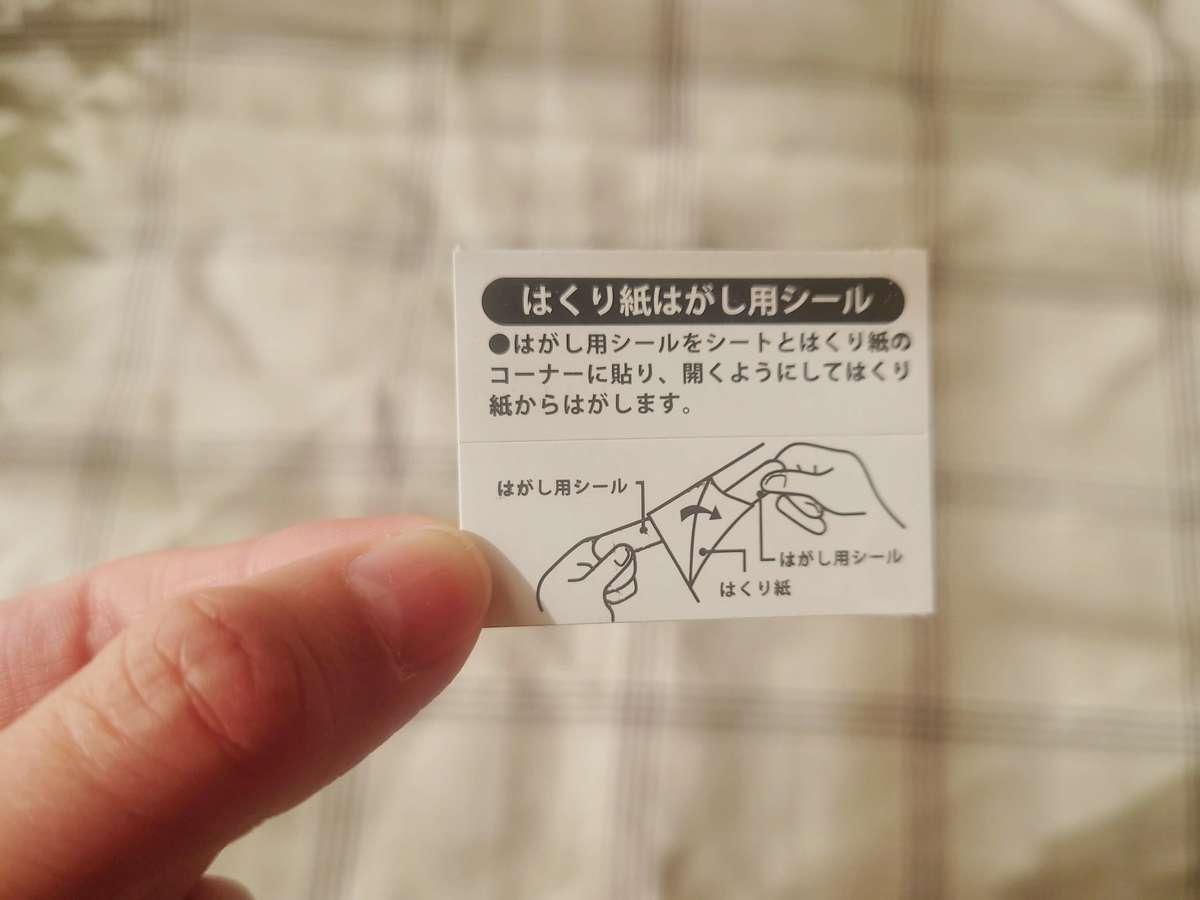 はくり紙はがし用シール
●はがし用シールをシートとはくり紙の
コーナーに貼り、開くようにしてはくり
紙からはがします。
はがし用シール
はがし用シール
はくり紙